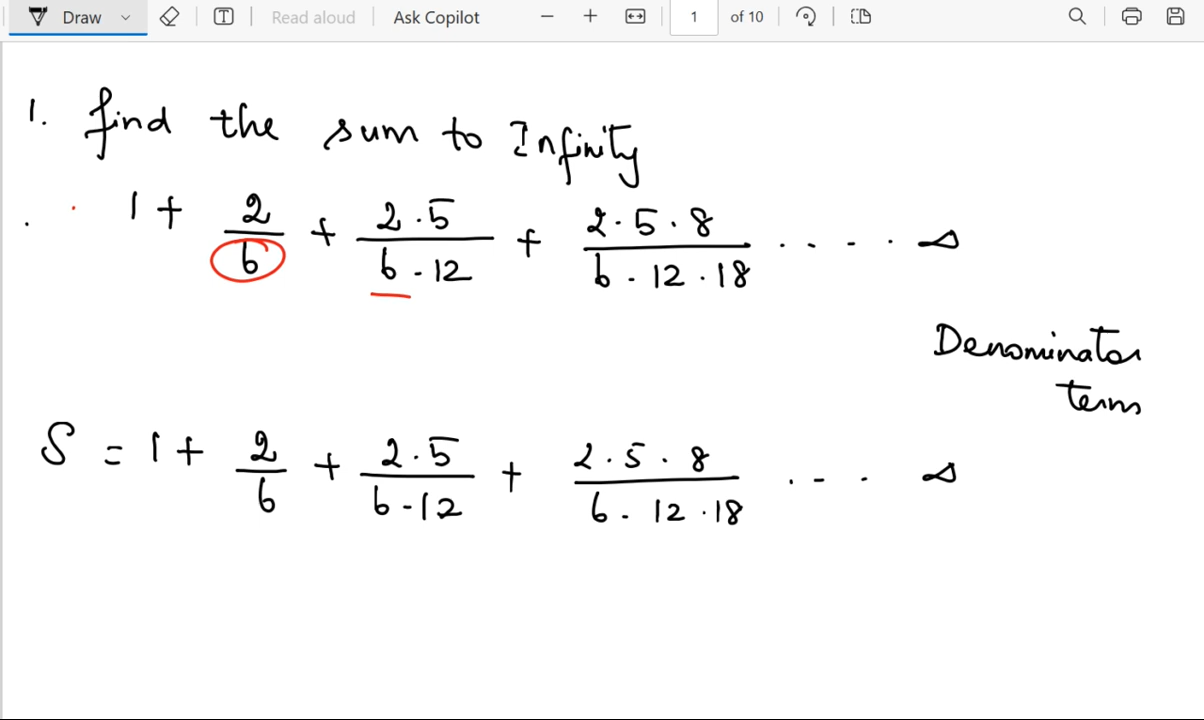 Draw Read aloud Ask Copilot 1 of 10
1. find the sum to Infinity
1 + 2/6 + 2·5/6·12 + 2·5·8/6·12·18 ..... ∞
Denominator
terms
S = 1 + 2/6 + 2·5/6-12 + 2·5·8/6·12·18 .... ∞